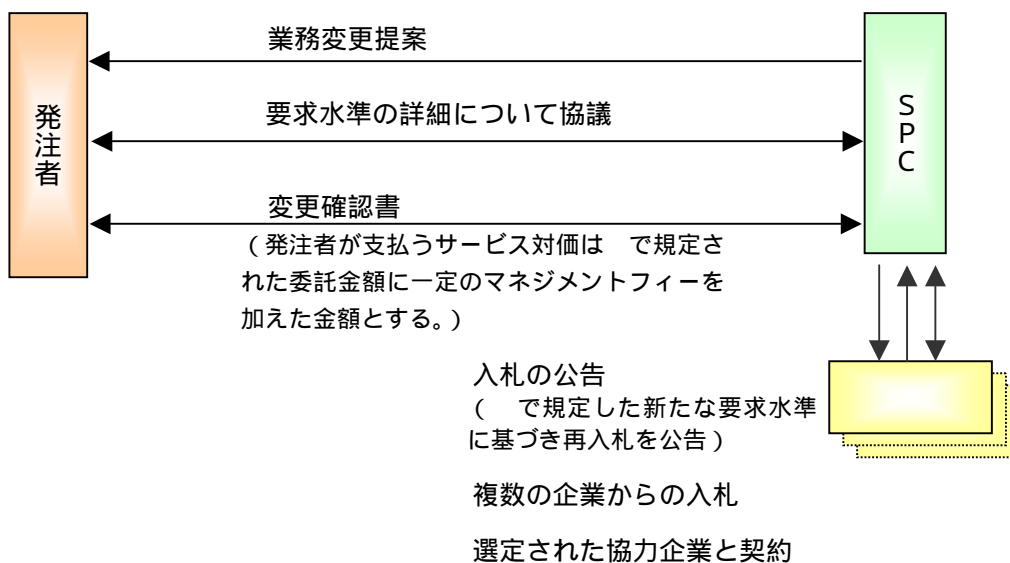 業務変更提案
要求水準の詳細について協議
発注者
SPC
変更確認書
(発注者が支払うサービス対価は　で規定さ
れた委託金額に一定のマネジメントフィーを
加えた金額とする。)
入札の公告
(　で規定した新たな要求水準
に基づき再入札を公告)
複数の企業からの入札
選定された協力企業と契約